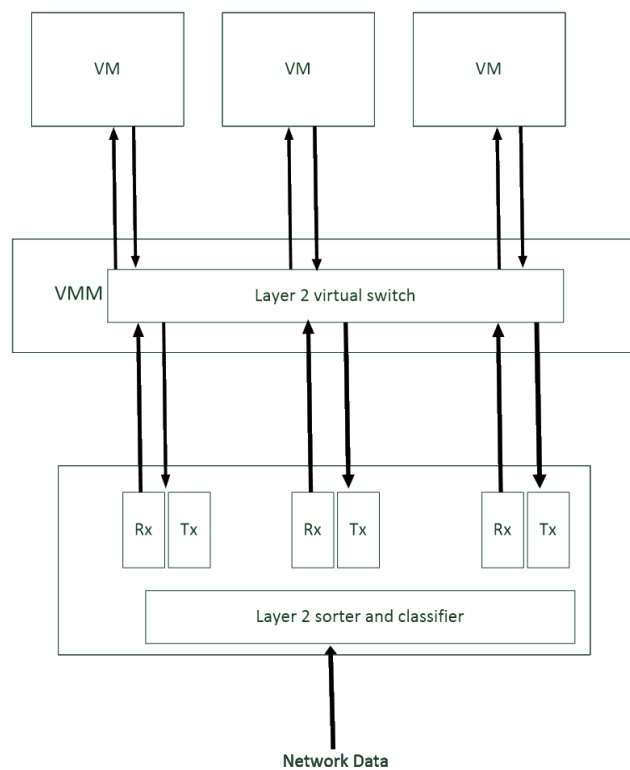 VM
VM
VM
VMM
Layer 2 virtual switch
Rx
Tx
Rx
Tx
Rx
Tx
Layer 2 sorter and classifier
Network Data